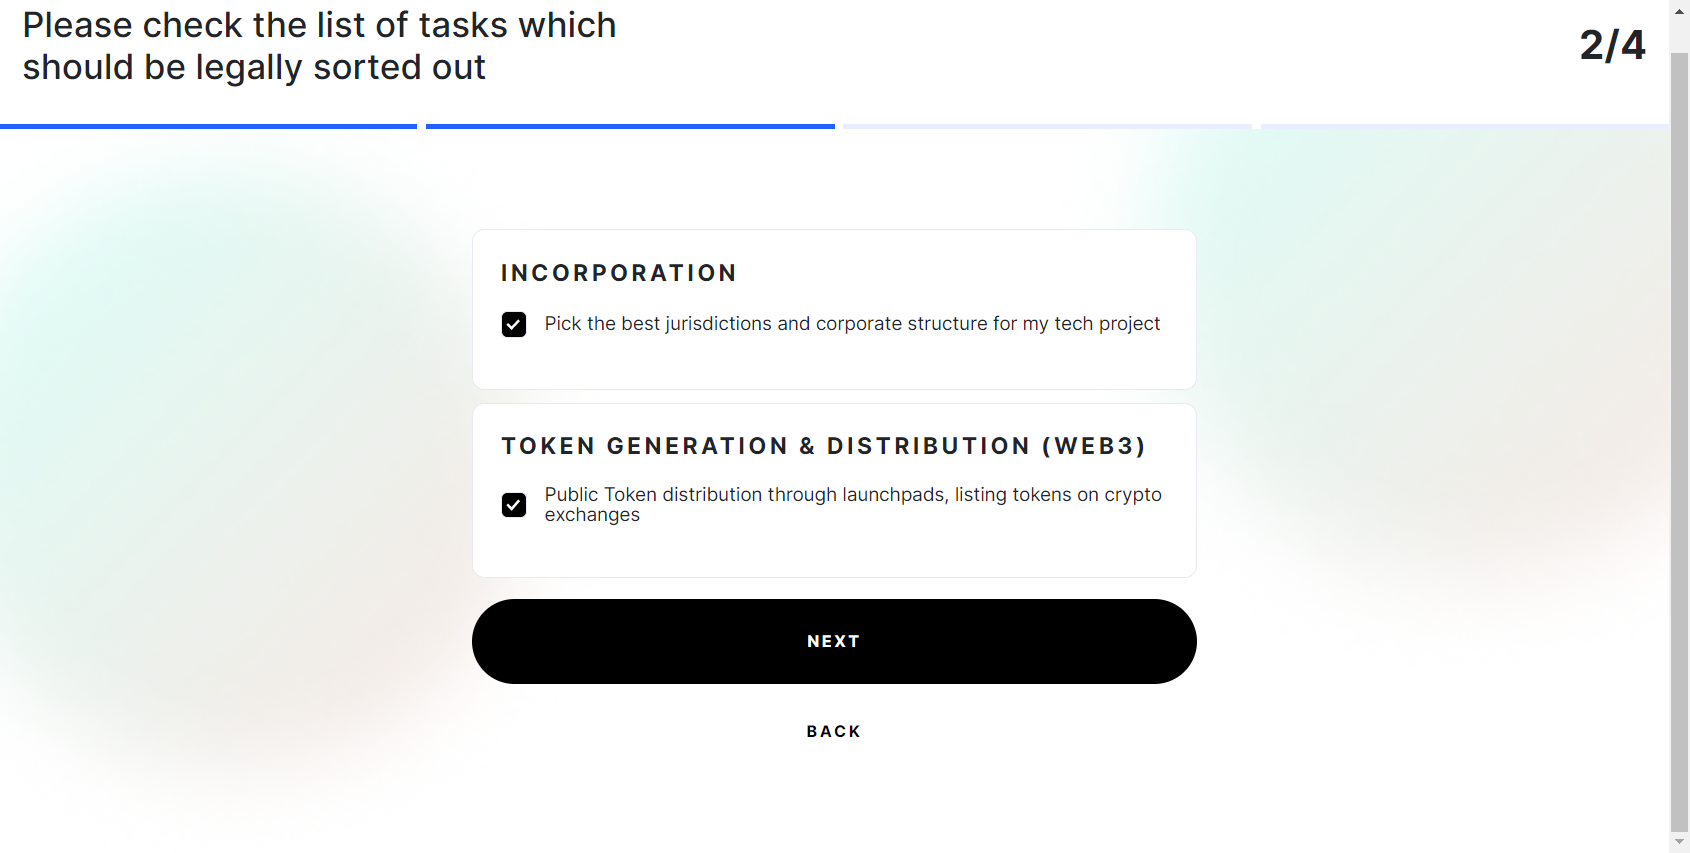 Please check the list of tasks which
should be legally sorted out
2/4
INCORPORATION
Pick the best jurisdictions and corporate structure for my tech project
TOKEN GENERATION & DISTRIBUTION (WEB3)
Public Token distribution through launchpads, listing tokens on crypto
exchanges
NEXT
BACK